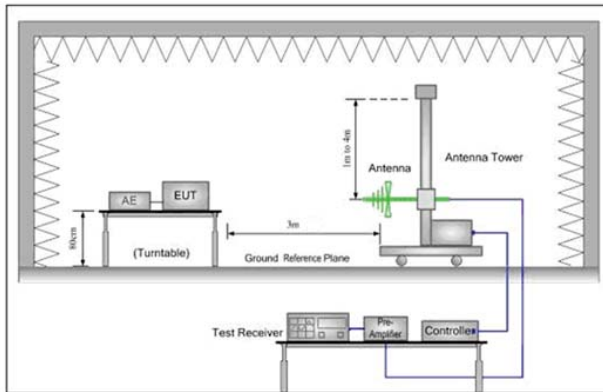 1m to 4m
Antenna
Antenna Tower
AE
EUT
80cm
(Turntable)
3m
Ground Reference Plane
Test Receiver
Pre-
Amplifier
Controller